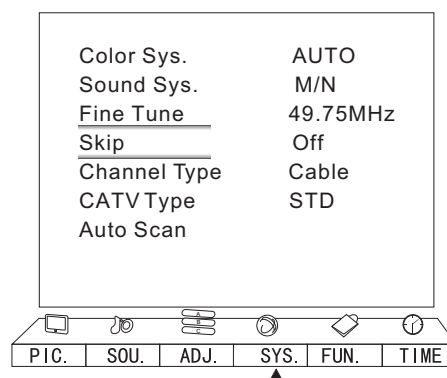 Color Sys. AUTO
Sound Sys. M/N
Fine Tune 49.75MHz
Skip Off
Channel Type Cable
CATV Type STD
Auto Scan
A
B
C
PIC. SOU. ADJ. SYS. FUN. TIME